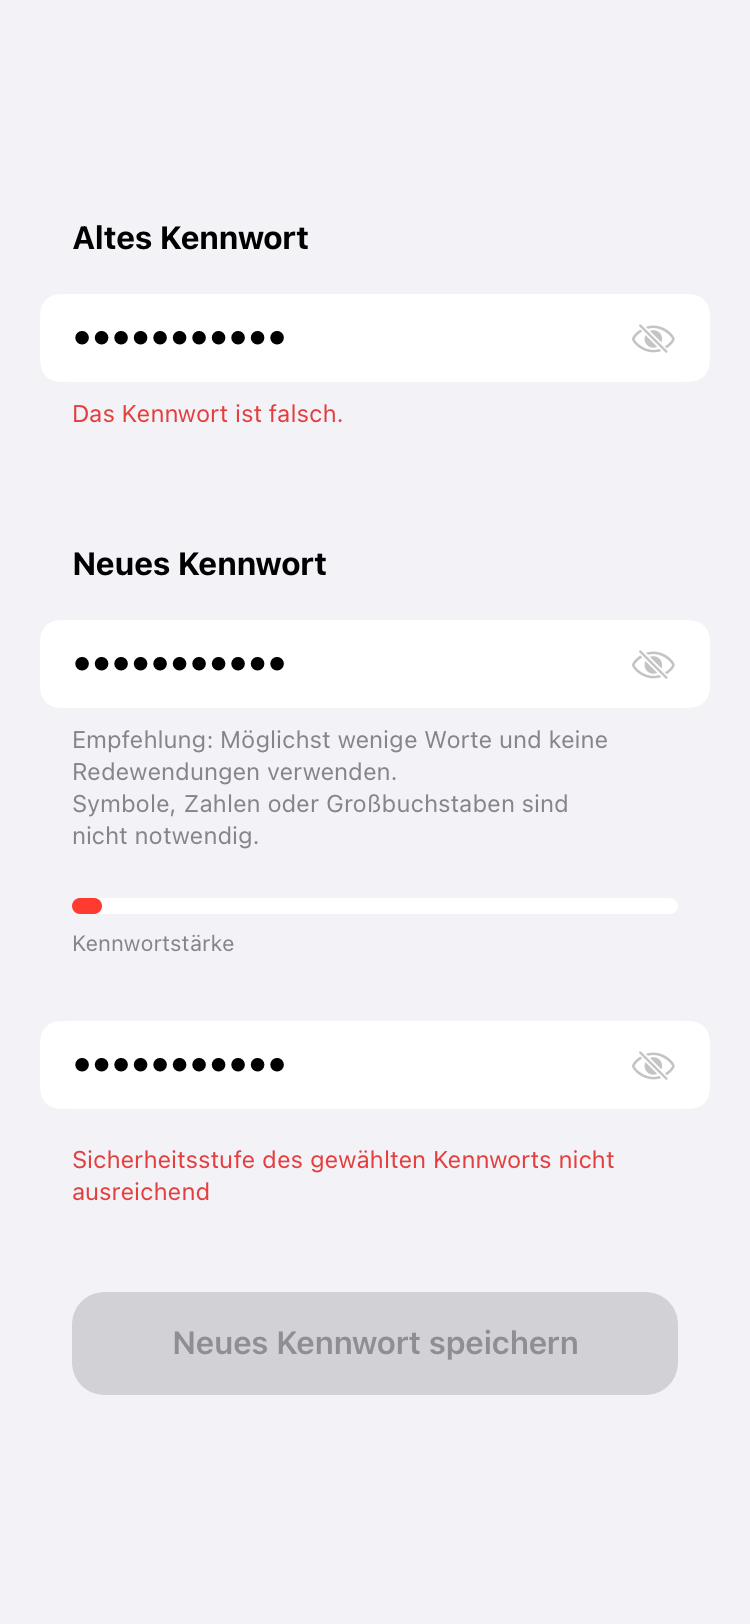 Altes Kennwort
•••••••••••
Das Kennwort ist falsch.
Neues Kennwort
•••••••••••
Empfehlung: Möglichst wenige Worte und keine
Redewendungen verwenden.
Symbole, Zahlen oder Großbuchstaben sind
nicht notwendig.
Kennwortstärke
•••••••••••
Sicherheitsstufe des gewählten Kennworts nicht
ausreichend
Neues Kennwort speichern